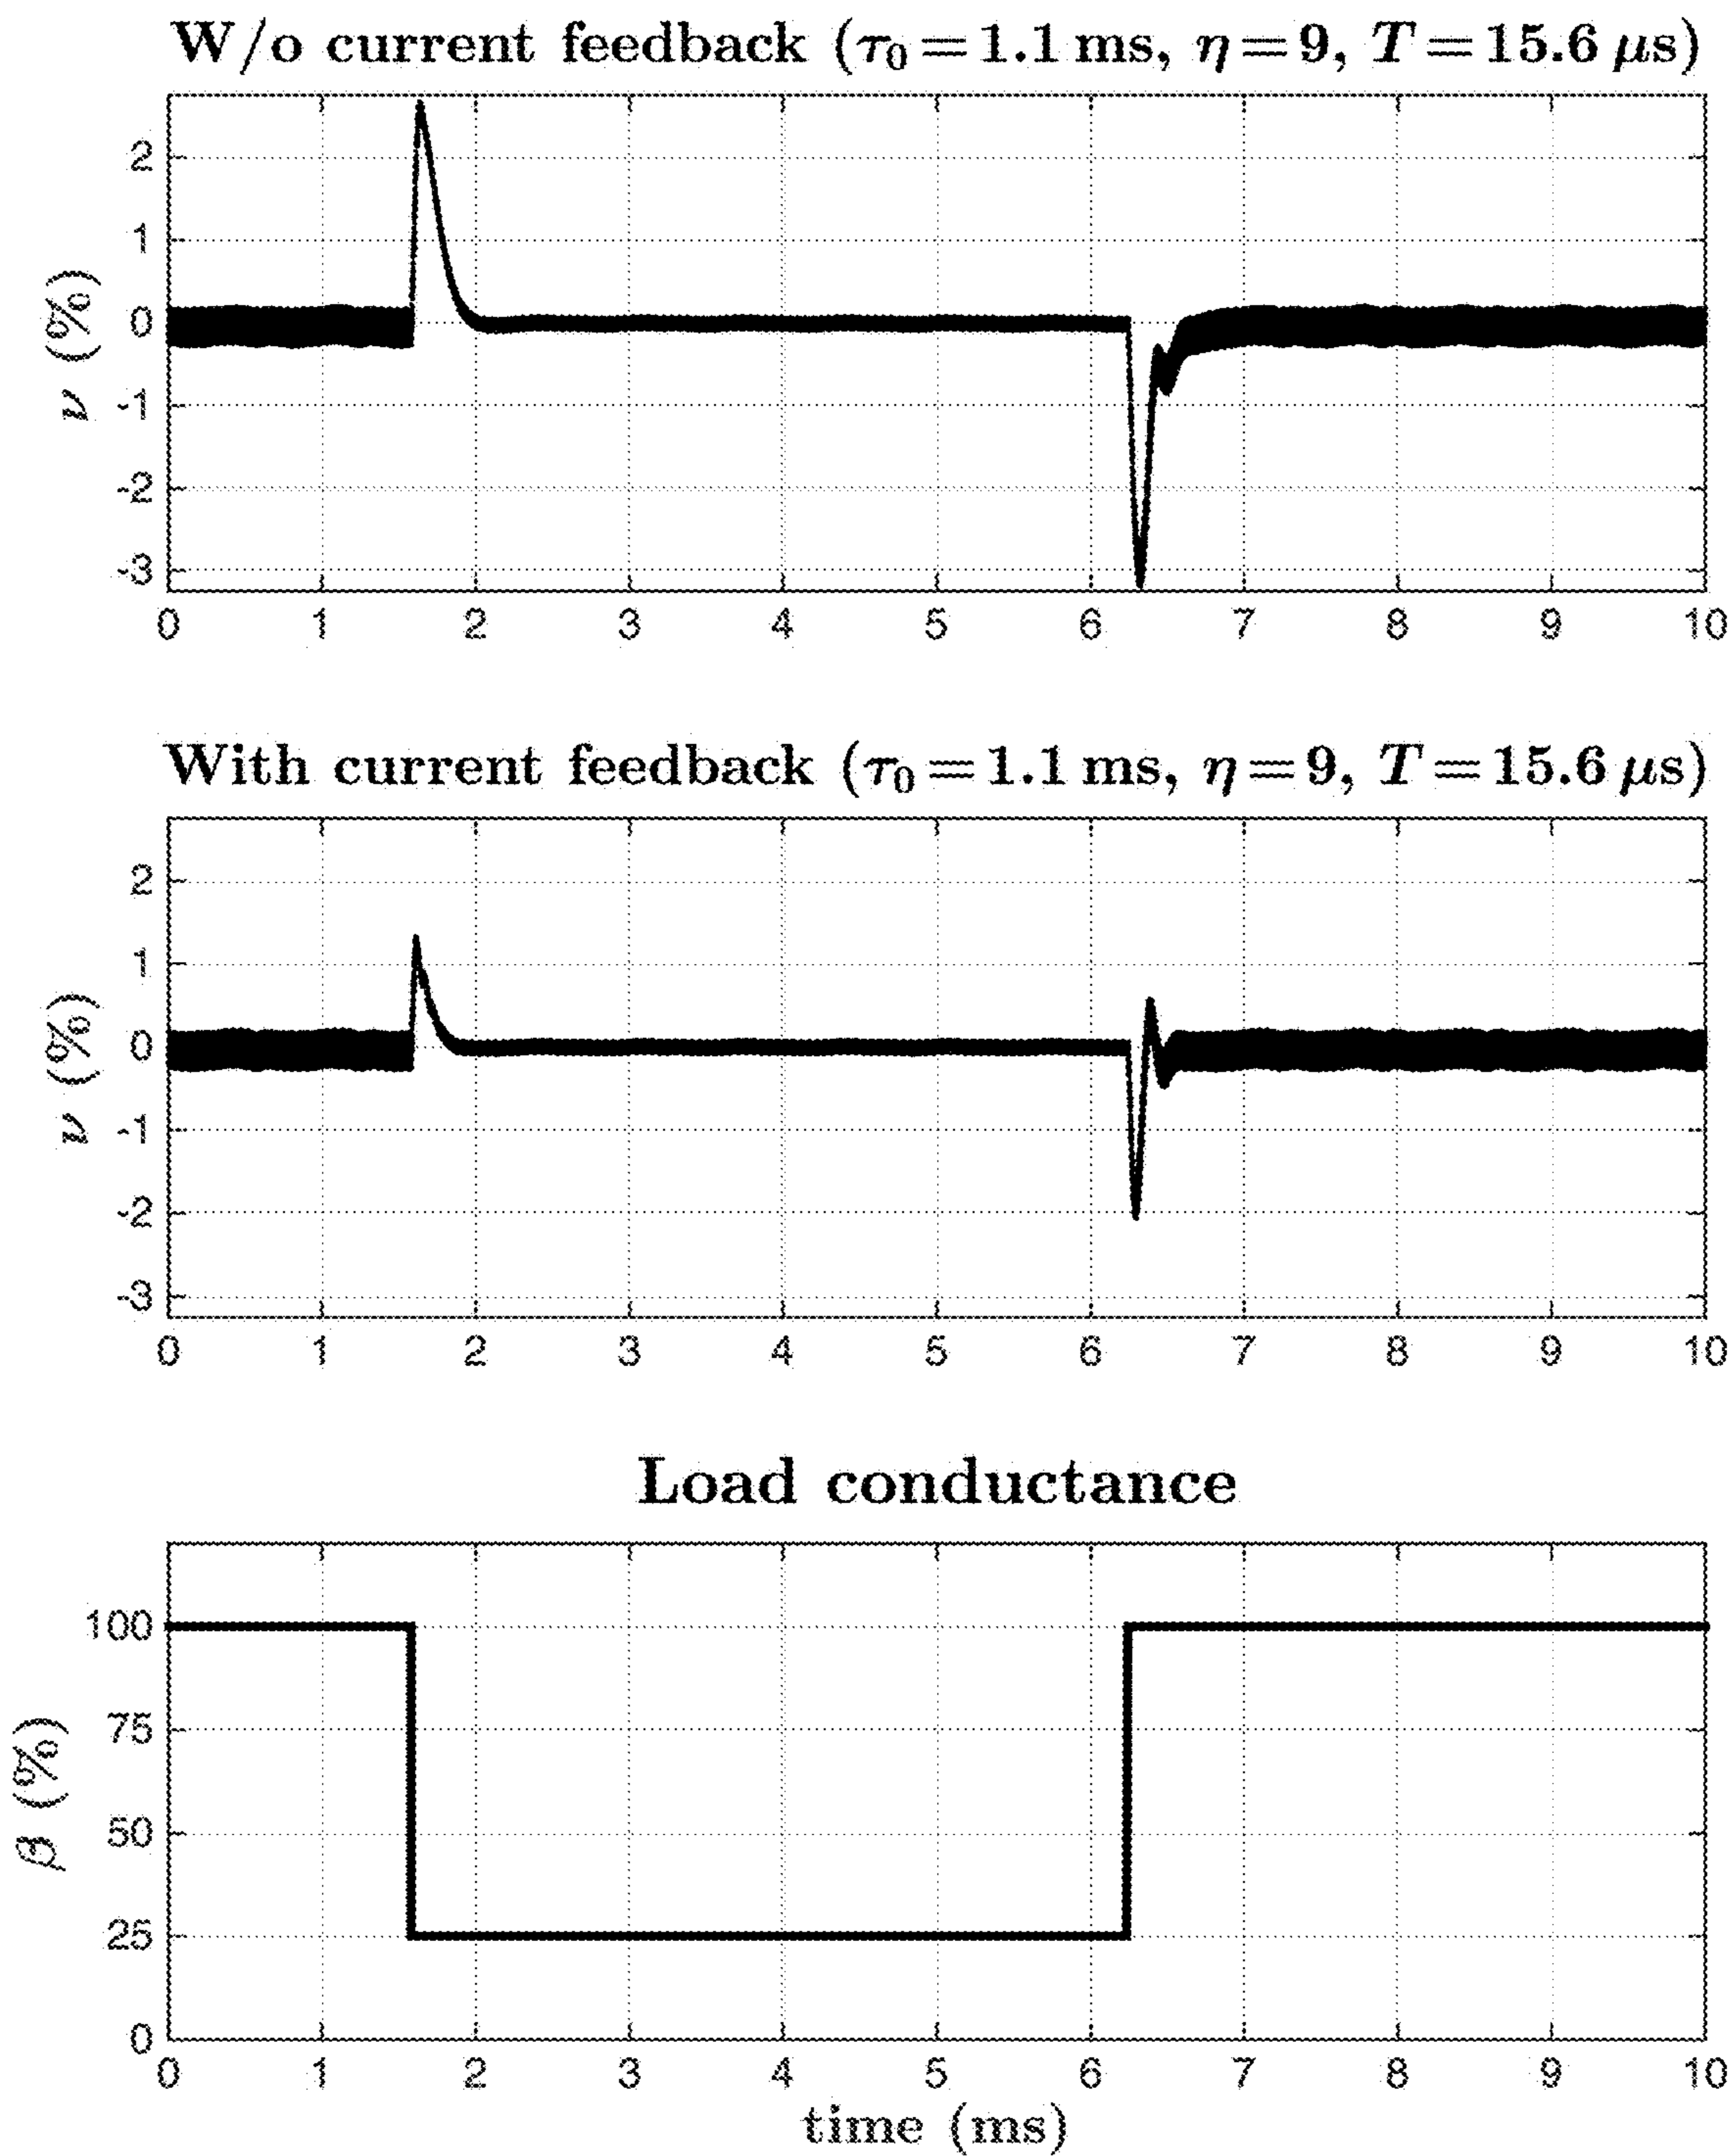 W/o current feedback (τ₀ = 1.1 ms, η = 9, T = 15.6 μs)
ν (%)
2
1
0
-1
-2
-3
0 1 2 3 4 5 6 7 8 9 10
With current feedback (τ₀ = 1.1 ms, η = 9, T = 15.6 μs)
ν (%)
2
1
0
-1
-2
-3
0 1 2 3 4 5 6 7 8 9 10
Load conductance
β (%)
100
75
50
25
0
0 1 2 3 4 5 6 7 8 9 10
time (ms)